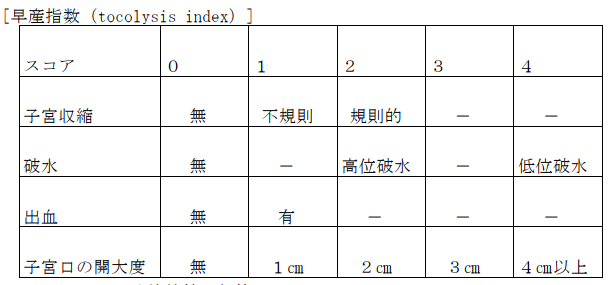 [早産指数（tocolysis index）]
スコア 0 1 2 3 4
子宮収縮 無 不規則 規則的 － －
破水 無 － 高位破水 － 低位破水
出血 無 有 － － －
子宮口の開大度 無 1㎝ 2㎝ 3㎝ 4㎝以上